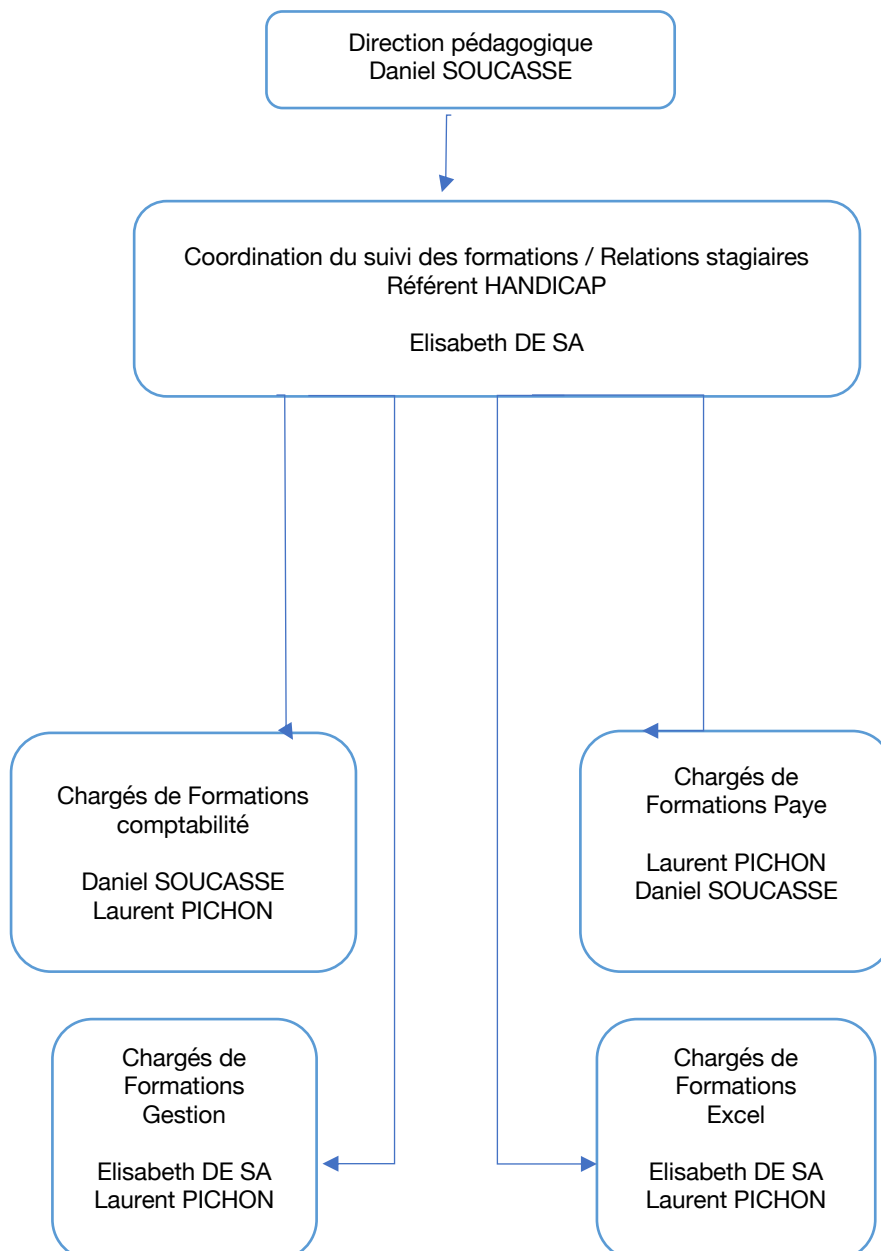 Direction pédagogique
Daniel SOUCASSE
Coordination du suivi des formations / Relations stagiaires
Référent HANDICAP
Elisabeth DE SA
Chargés de Formations
comptabilité
Daniel SOUCASSE
Laurent PICHON
Chargés de
Formations Paye
Laurent PICHON
Daniel SOUCASSE
Chargés de
Formations
Gestion
Elisabeth DE SA
Laurent PICHON
Chargés de
Formations
Excel
Elisabeth DE SA
Laurent PICHON